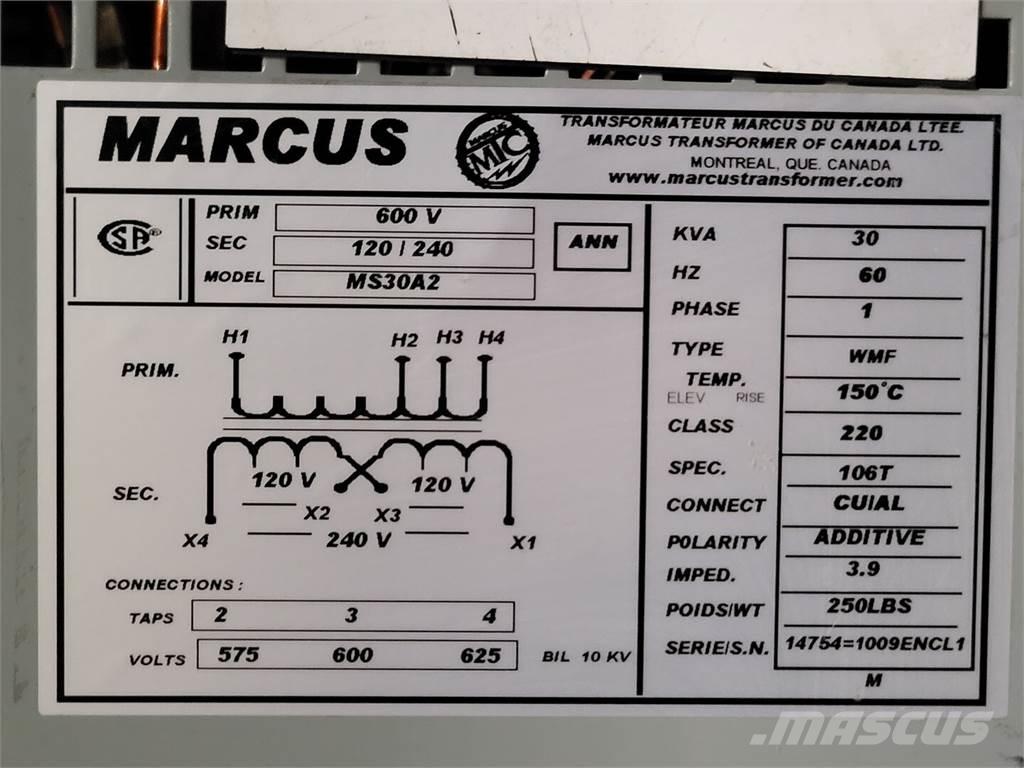 MARCUS
MARCUS
MTC
TRANSFORMATEUR MARCUS DU CANADA LTEE.
MARCUS TRANSFORMER OF CANADA LTD.
MONTREAL, QUE. CANADA
www.marcustransformer.com
CSA®
PRIM 600 V
SEC 120 / 240
MODEL MS30A2
ANN
H1 H2 H3 H4
PRIM.
120 V 120 V
SEC.
X2 X3
X4 240 V X1
CONNECTIONS:
TAPS 2 3 4
VOLTS 575 600 625 BIL 10 KV
KVA 30
HZ 60
PHASE 1
TYPE WMF
TEMP. 150°C
ELEV RISE
CLASS 220
SPEC. 106T
CONNECT CU/AL
POLARITY ADDITIVE
IMPED. 3.9
POIDS/WT 250LBS
SERIE/S.N. 14754=1009ENCL1
M
.mascus